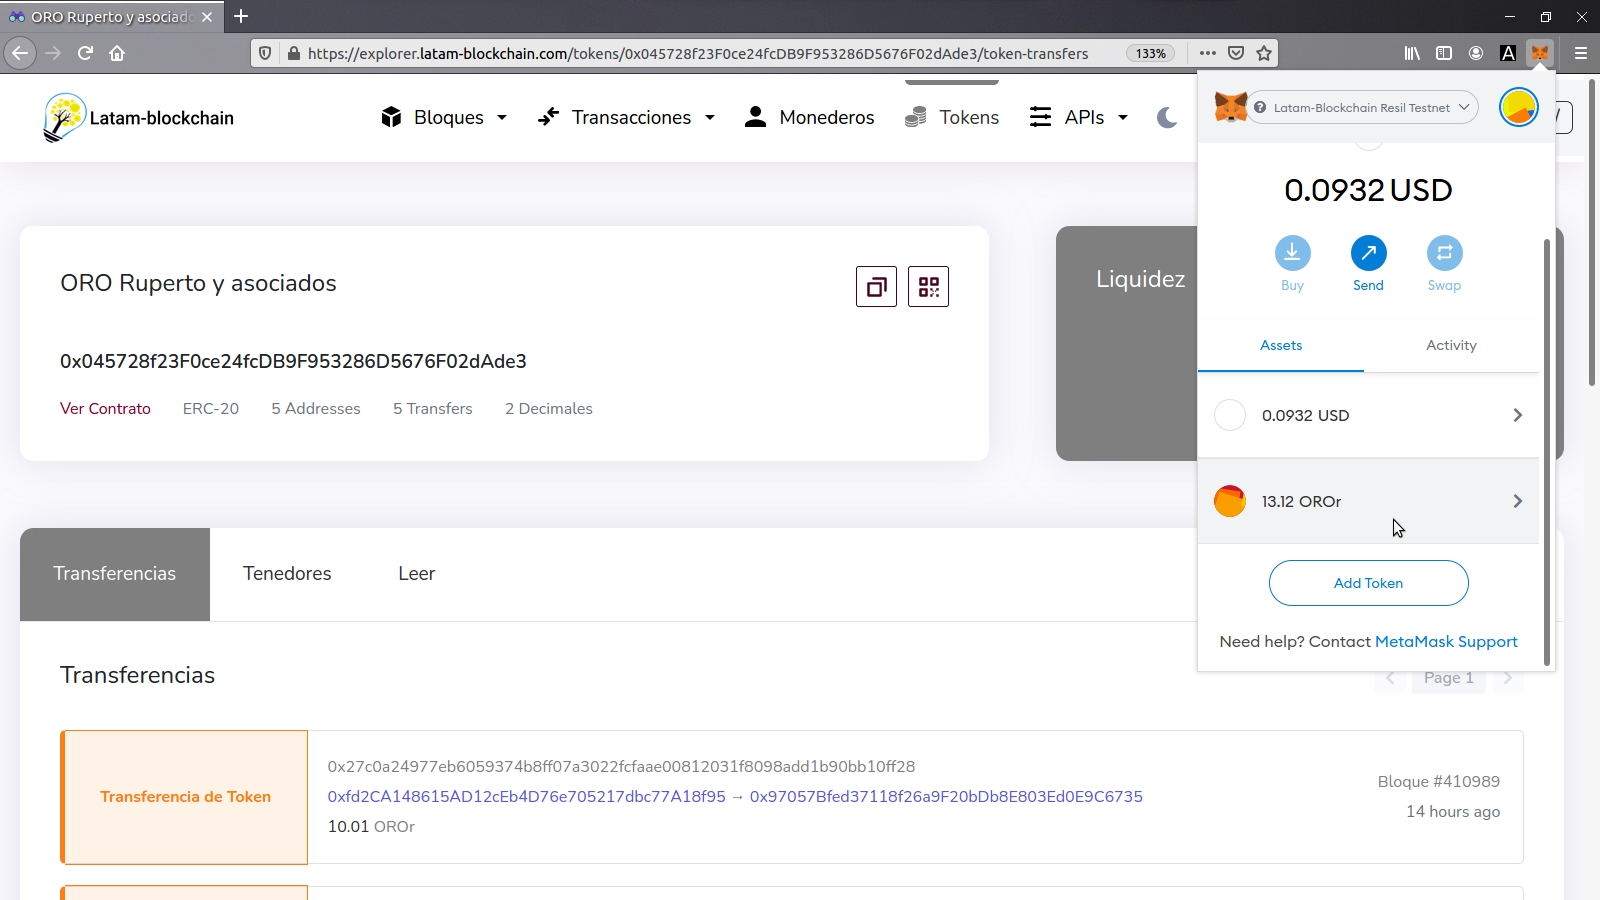 ORO Ruperto y asociado
https://explorer.latam-blockchain.com/tokens/0x045728f23F0ce24fcDB9F953286D5676F02dAde3/token-transfers
133%
Latam-blockchain
Bloques
Transacciones
Monederos
Tokens
APIs
Latam-Blockchain Resil Testnet
0.0932 USD
Buy
Send
Swap
Assets
Activity
0.0932 USD
13.12 OROr
Add Token
Need help? Contact MetaMask Support
ORO Ruperto y asociados
0x045728f23F0ce24fcDB9F953286D5676F02dAde3
Ver Contrato ERC-20 5 Addresses 5 Transfers 2 Decimales
Liquidez
Transferencias
Tenedores
Leer
Transferencias
Page 1
Transferencia de Token
0x27c0a24977eb6059374b8ff07a3022fcfaae00812031f8098add1b90bb10ff28
0xfd2CA148615AD12cEb4D76e705217dbc77A18f95 → 0x97057Bfed37118f26a9F20bDb8E803Ed0E9C6735
10.01 OROr
Bloque #410989
14 hours ago